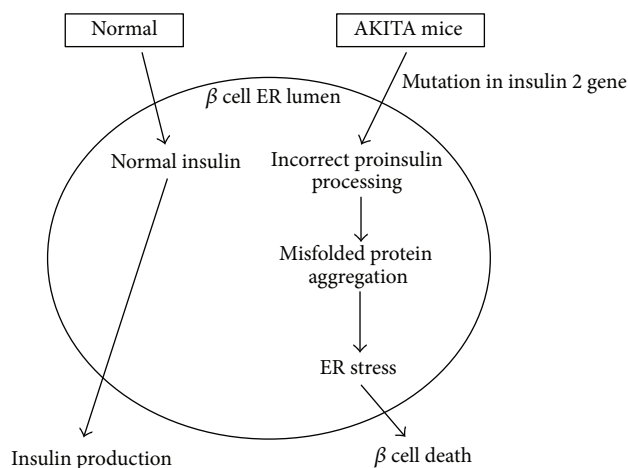 Normal
AKITA mice
Mutation in insulin 2 gene
β cell ER lumen
Normal insulin
Incorrect proinsulin
processing
Misfolded protein
aggregation
ER stress
Insulin production
β cell death